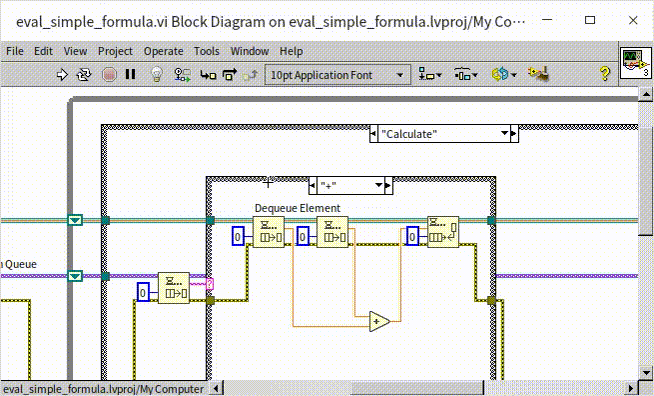 eval_simple_formula.vi Block Diagram on eval_simple_formula.lvproj/My Co…
File Edit View Project Operate Tools Window Help
10pt Application Font
3
"Calculate"
"+"
Dequeue Element
0 0 0
n Queue
?
0
+
eval_simple_formula.lvproj/My Computer